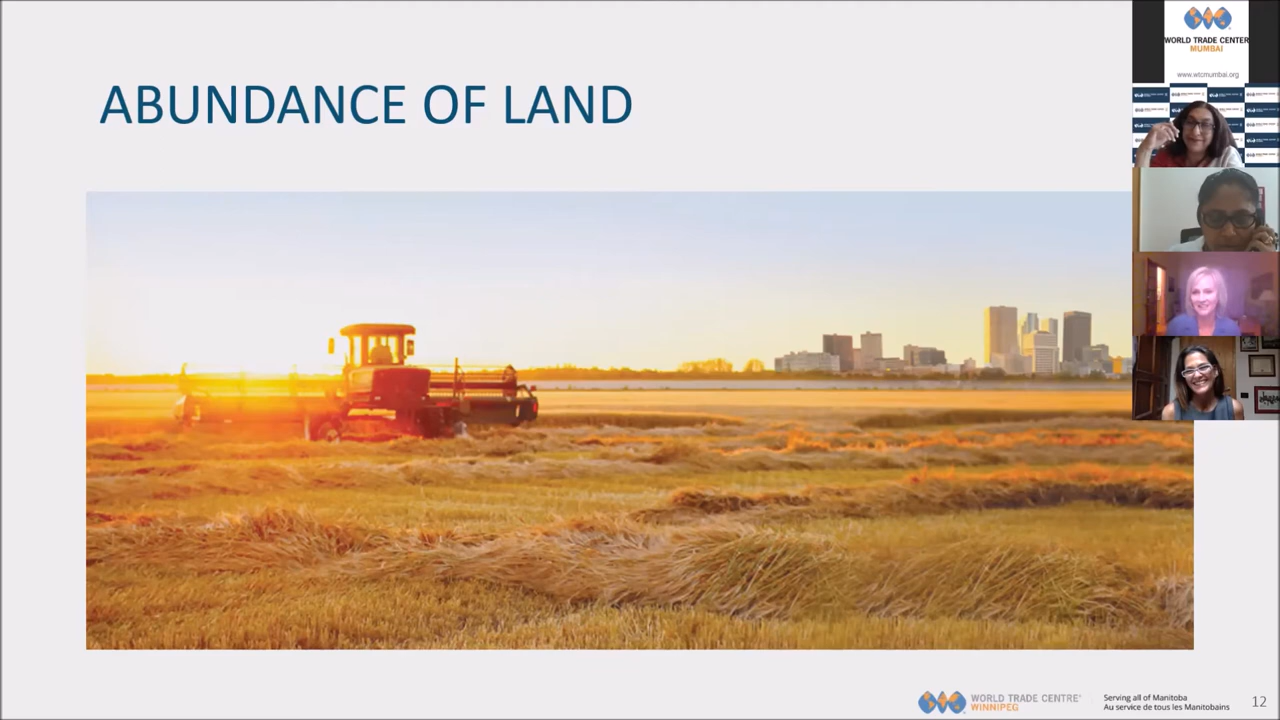 ABUNDANCE OF LAND
WORLD TRADE CENTER
MUMBAI
www.wtcmumbai.org
WORLD TRADE CENTRE
WINNIPEG
Serving all of Manitoba
Au service de tous les Manitobains
12